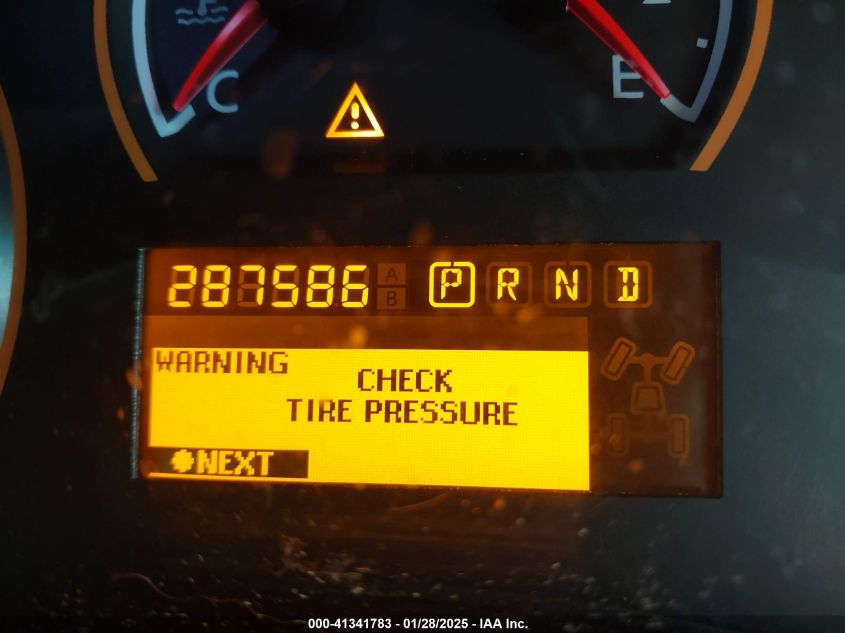 C
E
287586 A P R N D
B
WARNING
CHECK
TIRE PRESSURE
NEXT
000-41341783 - 01/28/2025 - IAA Inc.